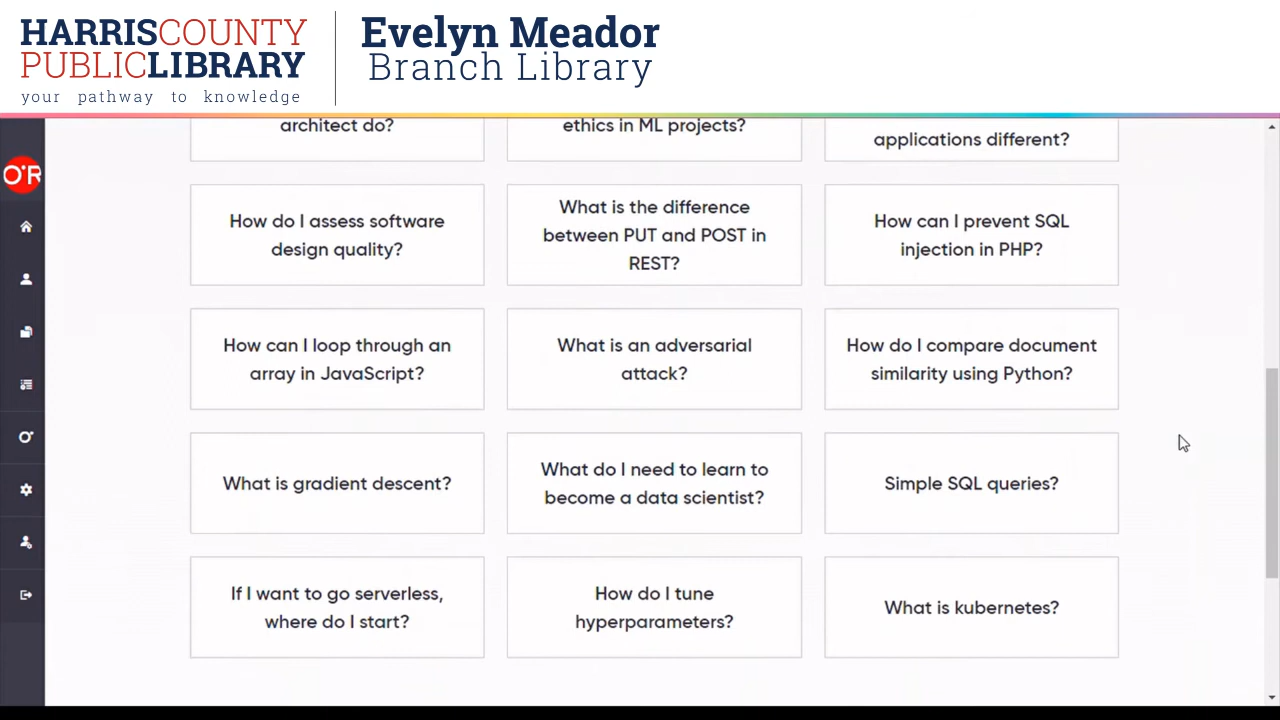 HARRISCOUNTY
PUBLICLIBRARY
your pathway to knowledge
Evelyn Meador
Branch Library
O'R
architect do?
ethics in ML projects?
applications different?
How do I assess software
design quality?
What is the difference
between PUT and POST in
REST?
How can I prevent SQL
injection in PHP?
How can I loop through an
array in JavaScript?
What is an adversarial
attack?
How do I compare document
similarity using Python?
What is gradient descent?
What do I need to learn to
become a data scientist?
Simple SQL queries?
If I want to go serverless,
where do I start?
How do I tune
hyperparameters?
What is kubernetes?